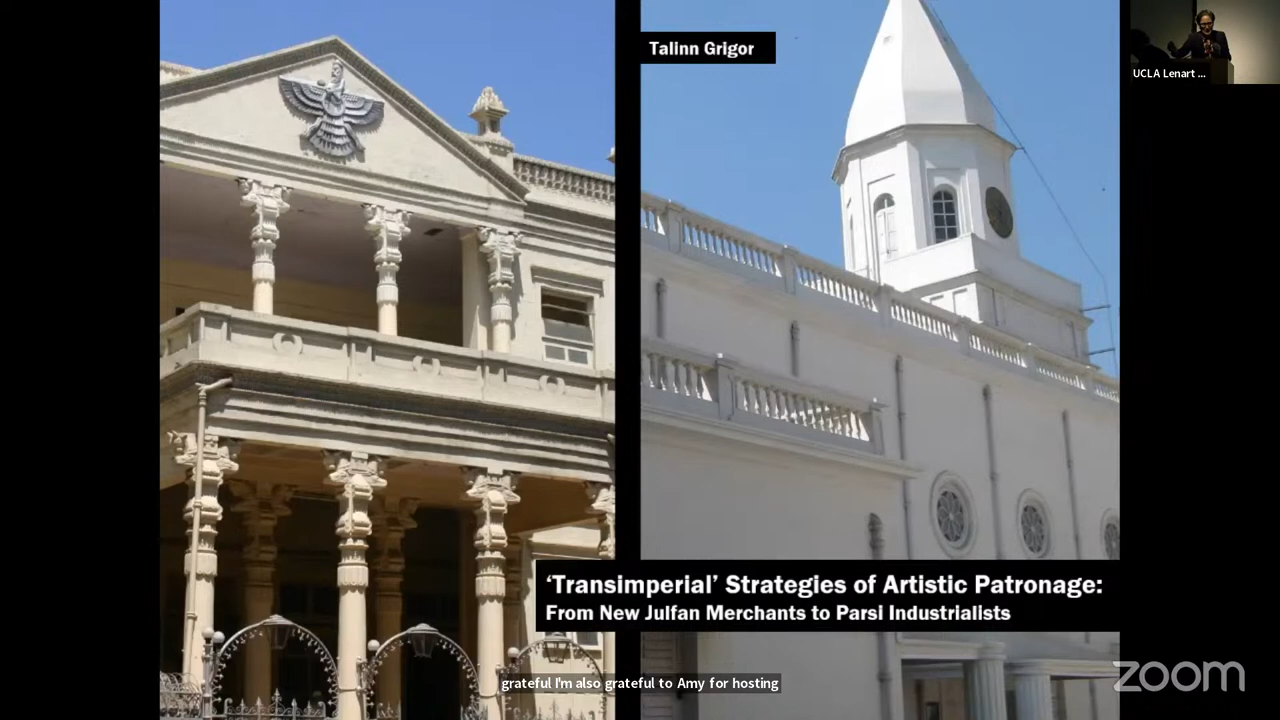 Talinn Grigor
UCLA Lenart ...
‘Transimperial’ Strategies of Artistic Patronage:
From New Julfan Merchants to Parsi Industrialists
grateful I'm also grateful to Amy for hosting
zoom